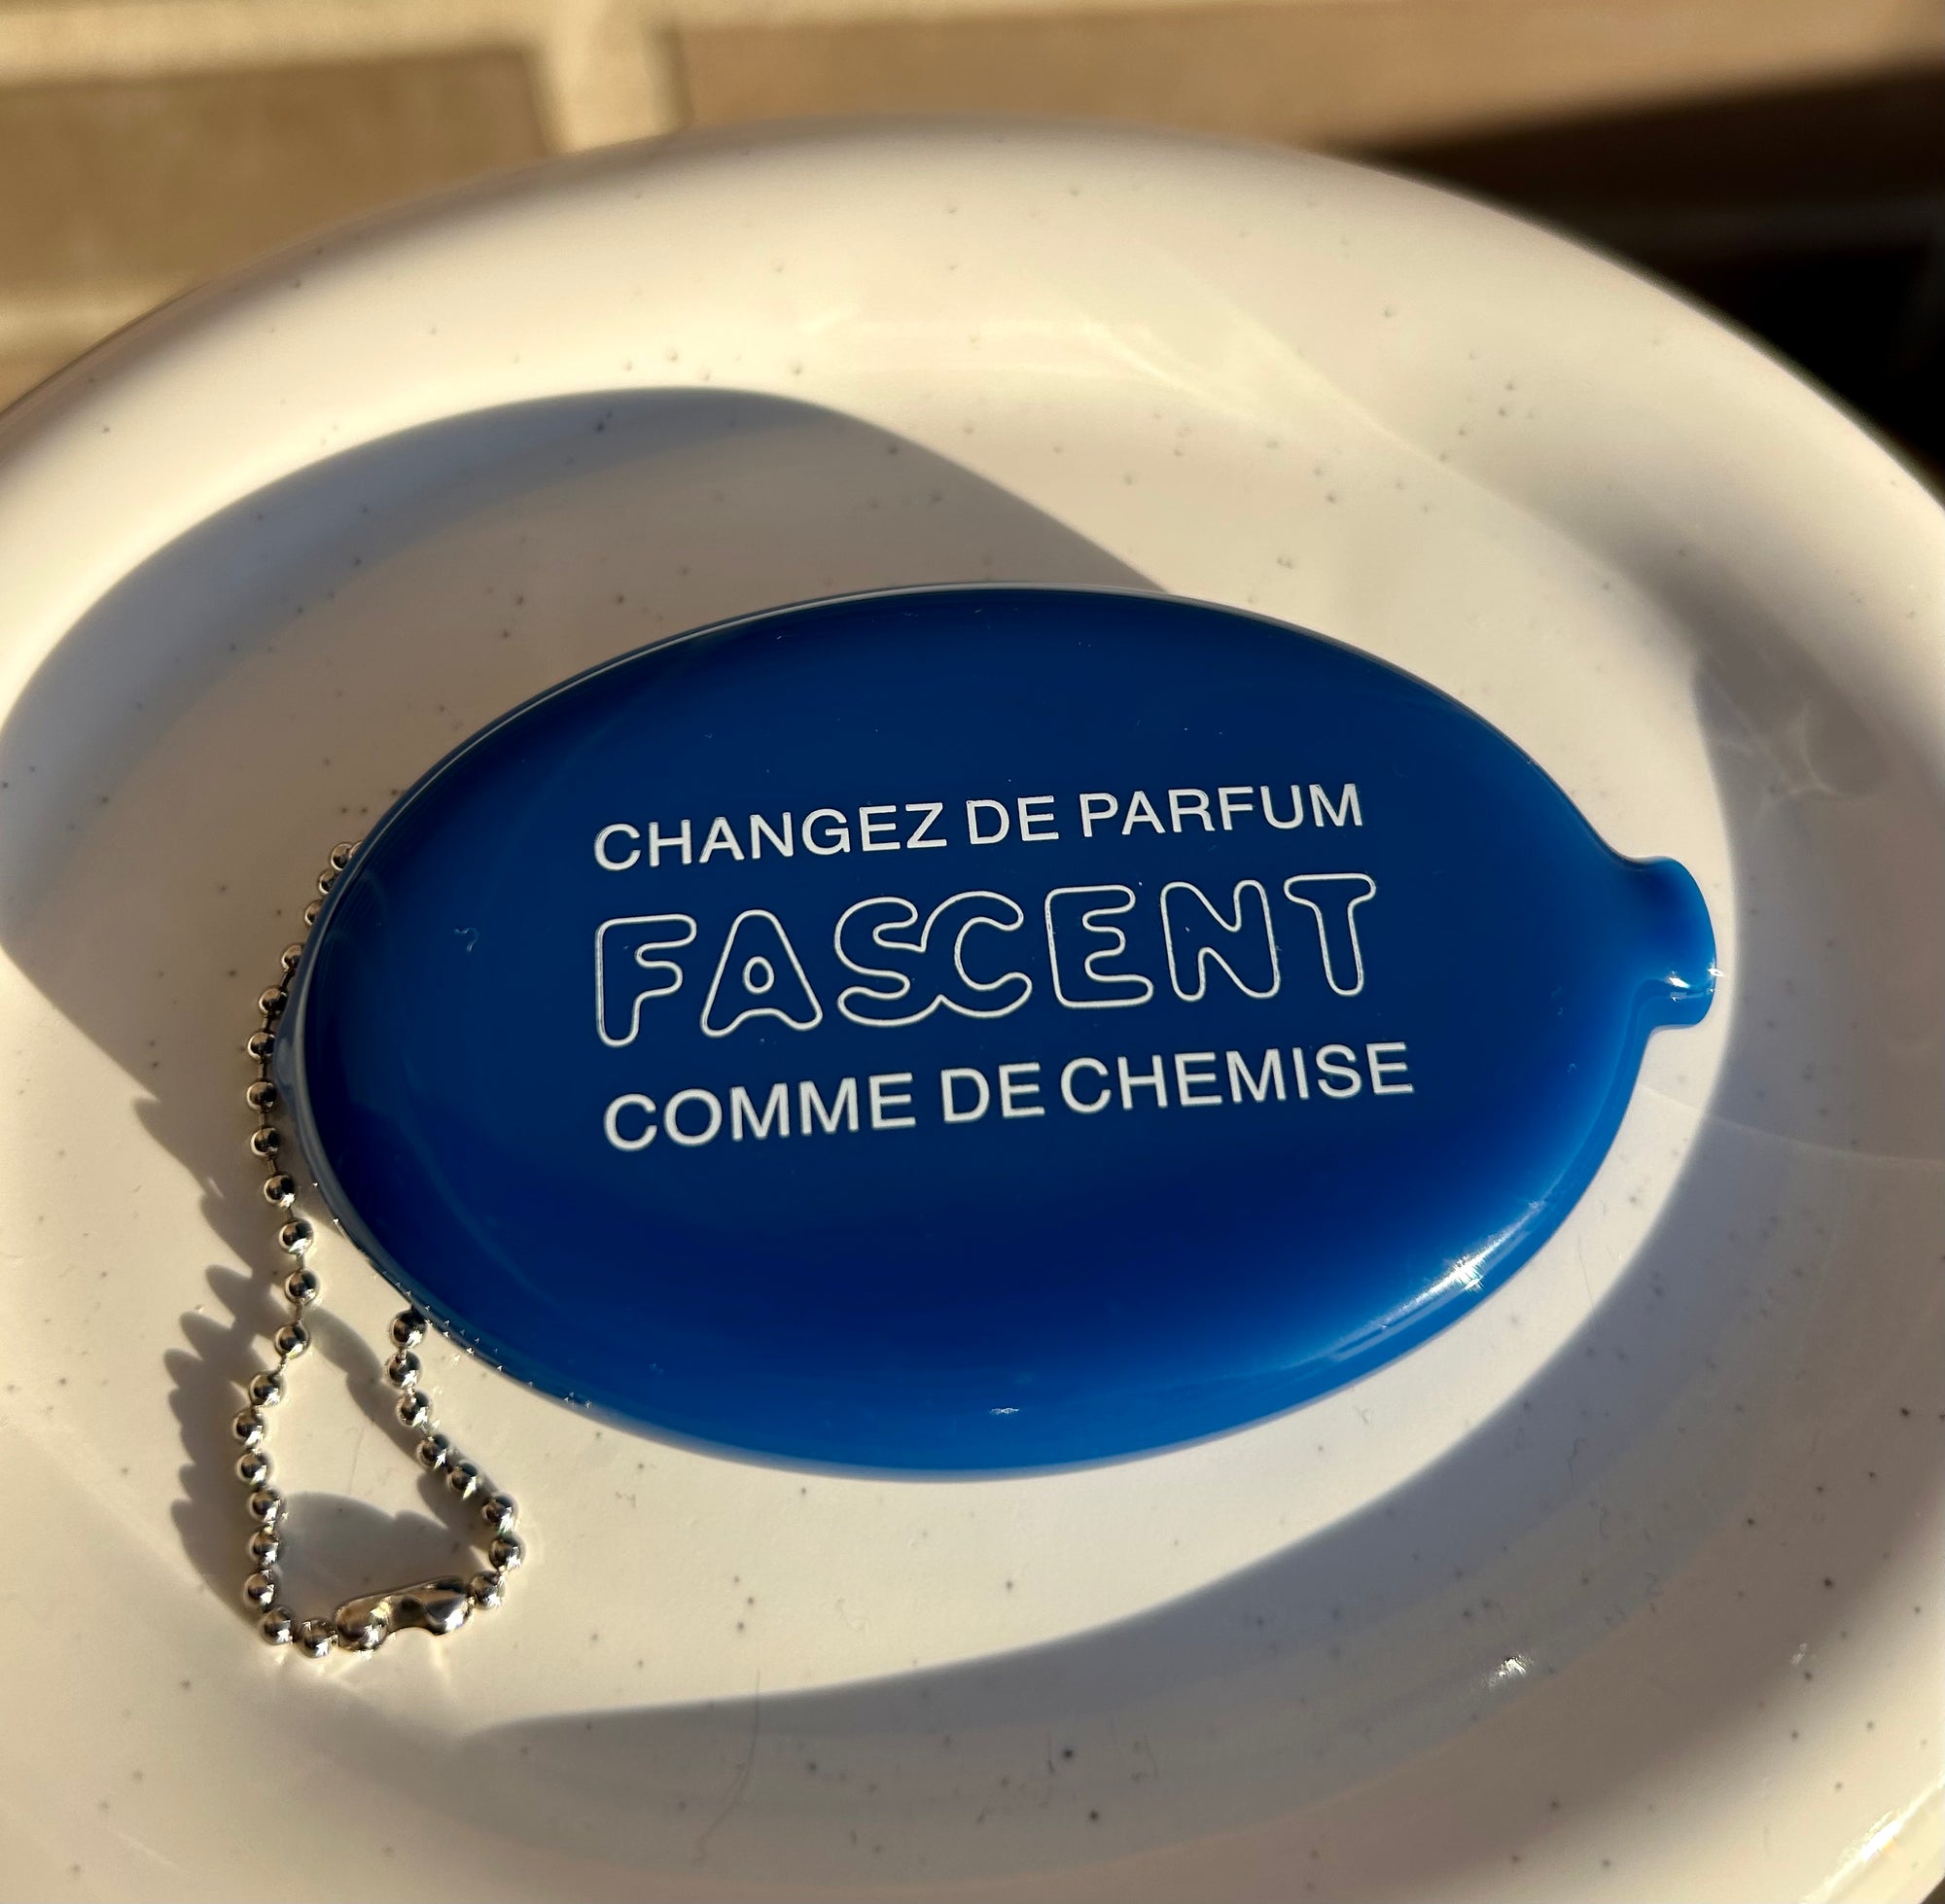 CHANGEZ DE PARFUM
FASCENT
COMME DE CHEMISE